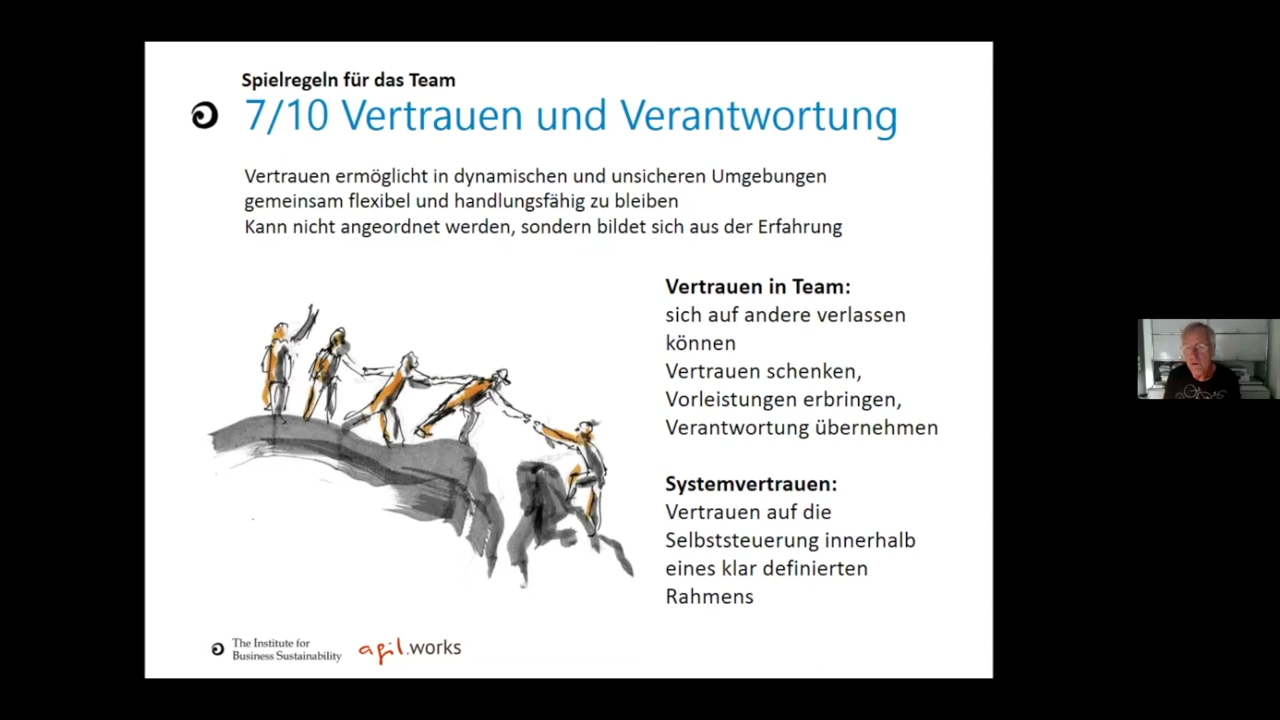 Spielregeln für das Team
7/10 Vertrauen und Verantwortung
Vertrauen ermöglicht in dynamischen und unsicheren Umgebungen
gemeinsam flexibel und handlungsfähig zu bleiben
Kann nicht angeordnet werden, sondern bildet sich aus der Erfahrung
Vertrauen in Team:
sich auf andere verlassen
können
Vertrauen schenken,
Vorleistungen erbringen,
Verantwortung übernehmen
Systemvertrauen:
Vertrauen auf die
Selbststeuerung innerhalb
eines klar definierten
Rahmens
The Institute for
Business Sustainability
agil.works